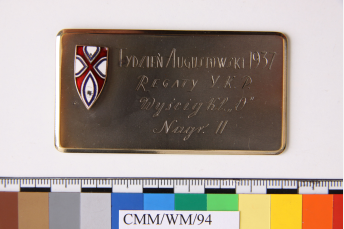 Tydzień Augustowski 1937
Regaty Y.K.P.
Wyścig kl. "D"
Nagr. II
CMM/WM/94